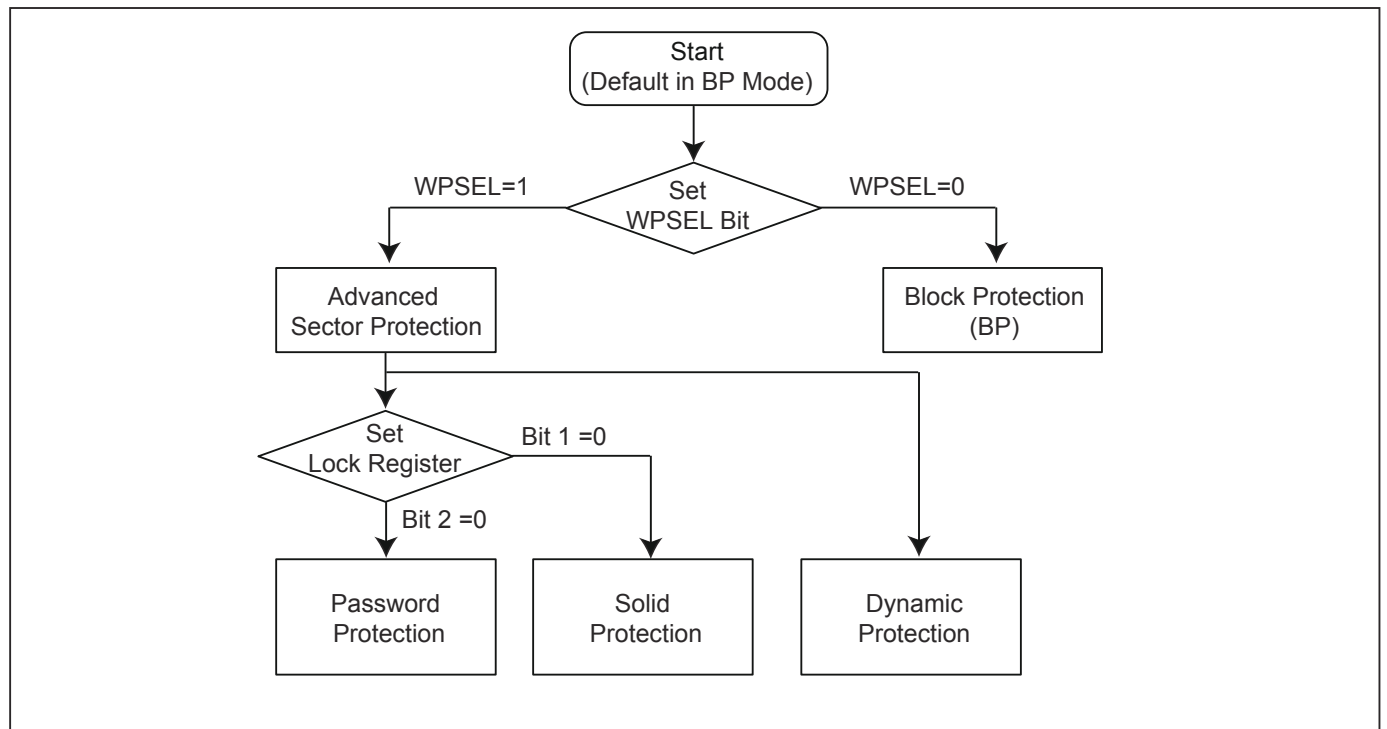 Start
(Default in BP Mode)
WPSEL=1
WPSEL=0
Set
WPSEL Bit
Advanced
Sector Protection
Block Protection
(BP)
Set
Lock Register
Bit 1 =0
Bit 2 =0
Password
Protection
Solid
Protection
Dynamic
Protection